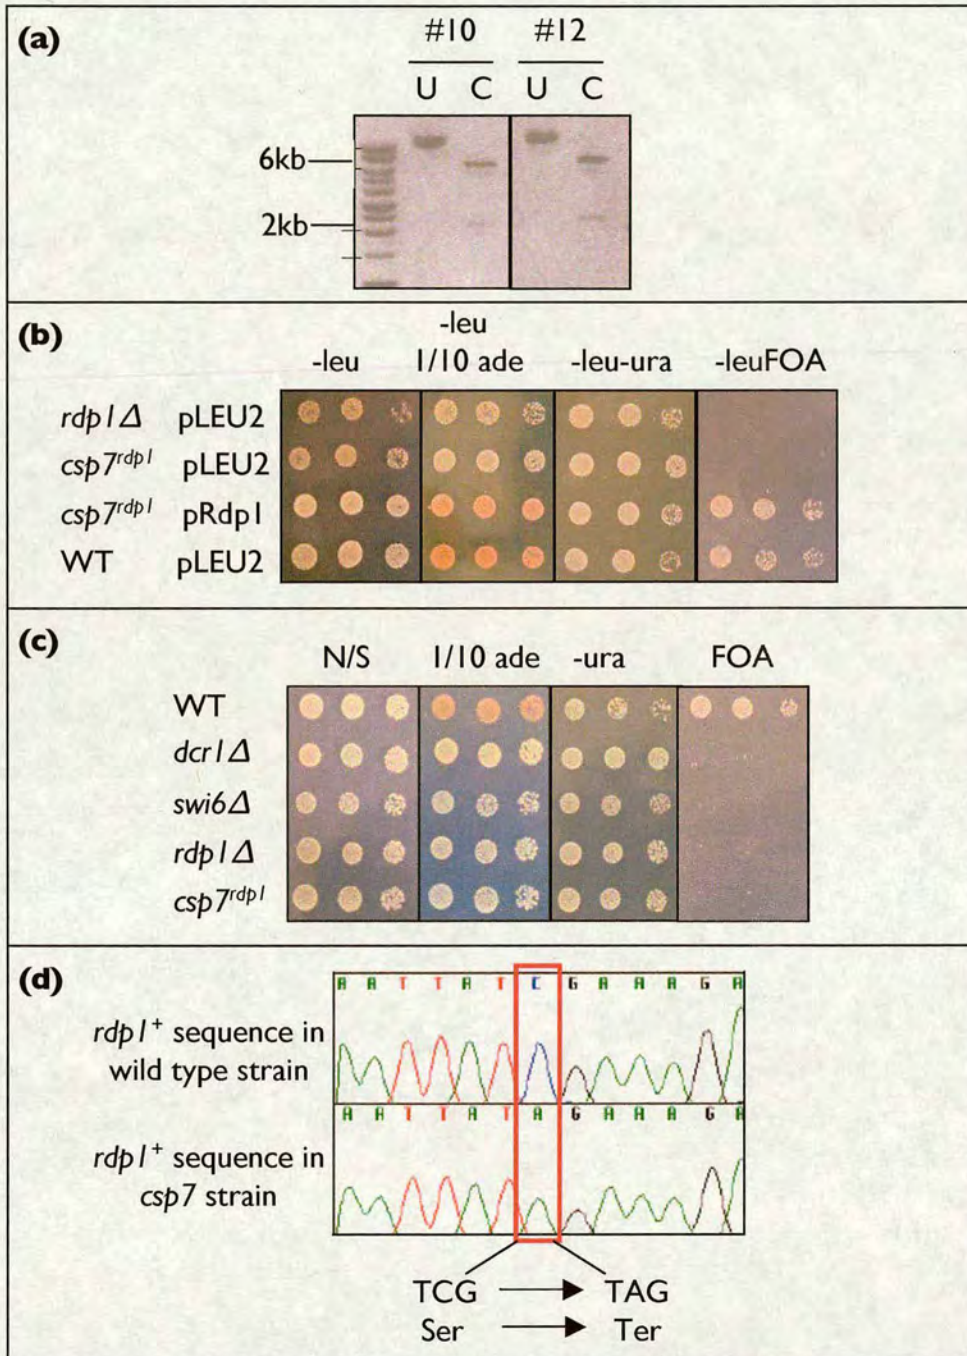 (a)
#10 #12
U C U C
6kb
2kb
(b)
-leu
-leu 1/10 ade -leu-ura -leuFOA
rdp1Δ pLEU2
csp7rdp1 pLEU2
csp7rdp1 pRdp1
WT pLEU2
(c)
N/S 1/10 ade -ura FOA
WT
dcr1Δ
swi6Δ
rdp1Δ
csp7rdp1
(d)
A A T T A T C G A A A G A
rdp1+ sequence in
wild type strain
A A T T A T A G A A A G A
rdp1+ sequence in
csp7 strain
TCG TAG
Ser Ter